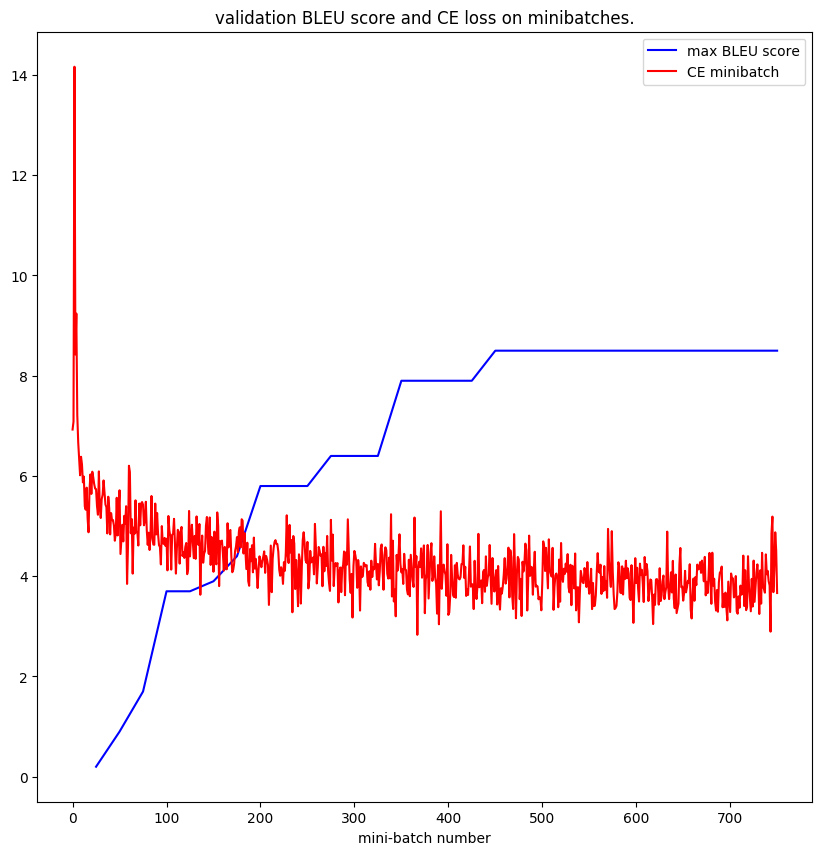 validation BLEU score and CE loss on minibatches.
max BLEU score
CE minibatch
14
12
10
8
6
4
2
0
0 100 200 300 400 500 600 700
mini-batch number